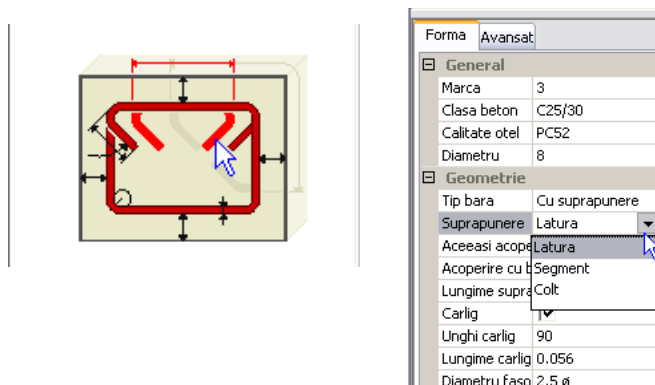 Forma Avansat
General
Marca 3
Clasa beton C25/30
Calitate otel PC52
Diametru 8
Geometrie
Tip bara Cu suprapunere
Suprapunere Latura
Aceeasi acope Latura
Acoperire cu b Segment
Lungime supra Colt
Carlig
Unghi carlig 90
Lungime carlig 0.056
Diametru faso 2.5 ø